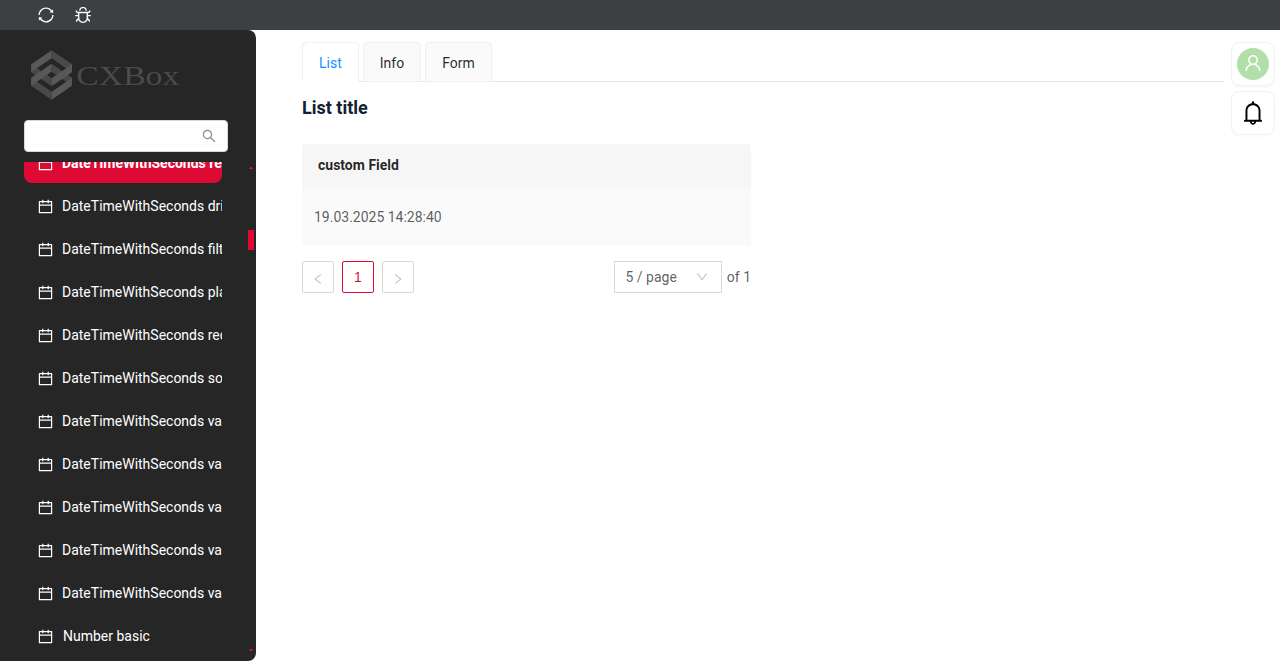 CXBox
DateTimeWithSeconds re
DateTimeWithSeconds dri
DateTimeWithSeconds filt
DateTimeWithSeconds pla
DateTimeWithSeconds rec
DateTimeWithSeconds so
DateTimeWithSeconds va
DateTimeWithSeconds va
DateTimeWithSeconds va
DateTimeWithSeconds va
DateTimeWithSeconds va
Number basic
List Info Form
List title
custom Field
19.03.2025 14:28:40
< 1 > 5 / page of 1